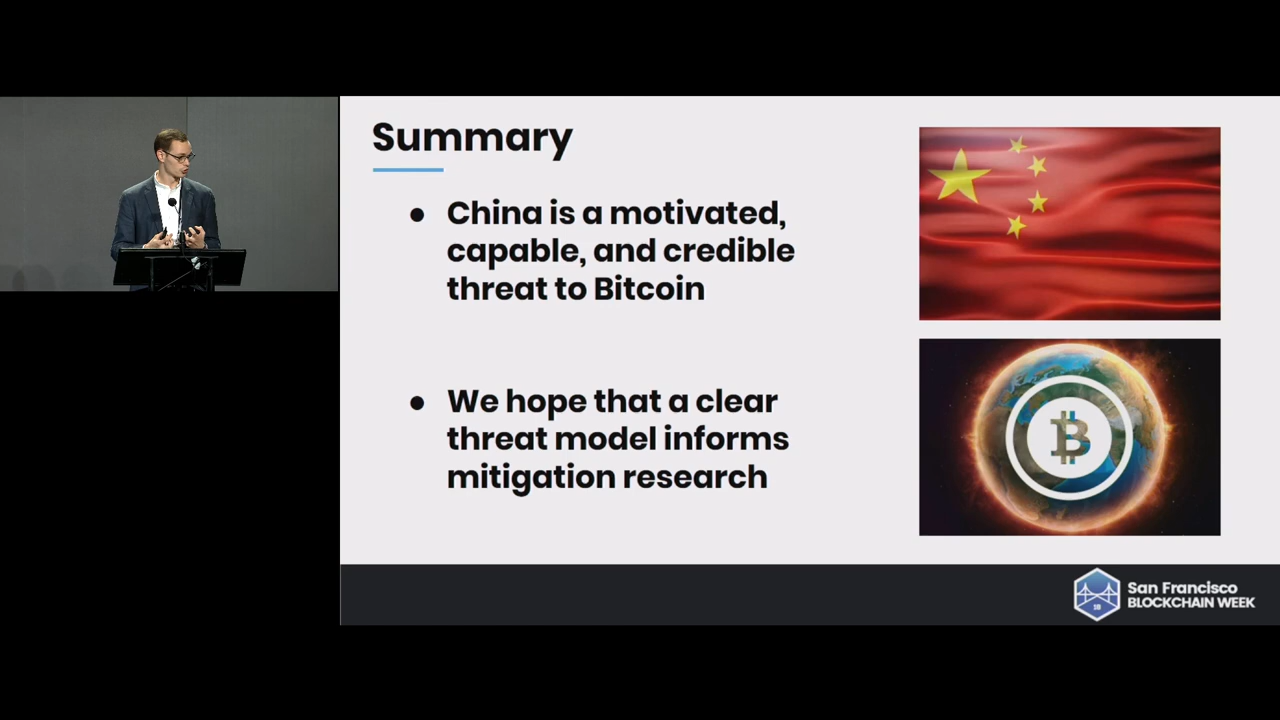 Summary
● China is a motivated,
capable, and credible
threat to Bitcoin
● We hope that a clear
threat model informs
mitigation research
San Francisco
BLOCKCHAIN WEEK
18